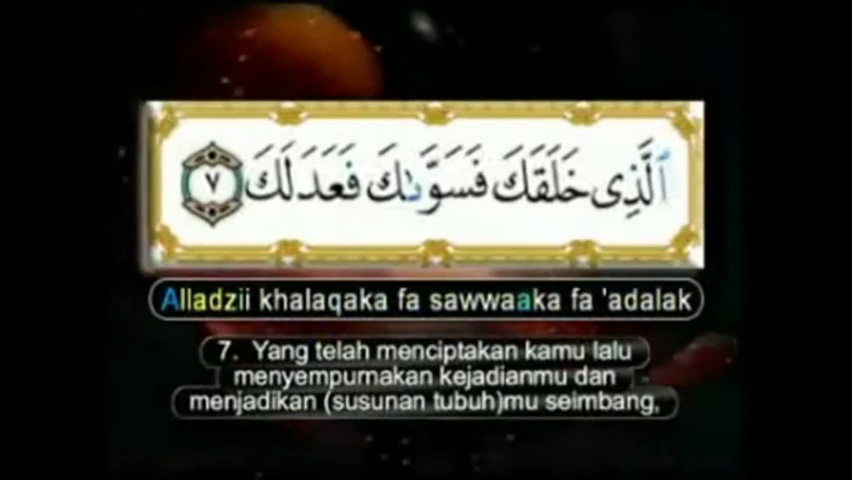 ٱلَّذِى خَلَقَكَ فَسَوَّىٰكَ فَعَدَلَكَ ٧
Alladzii khalaqaka fa sawwaaka fa 'adalak
7. Yang telah menciptakan kamu lalu
menyempurnakan kejadianmu dan
menjadikan (susunan tubuh)mu seimbang,